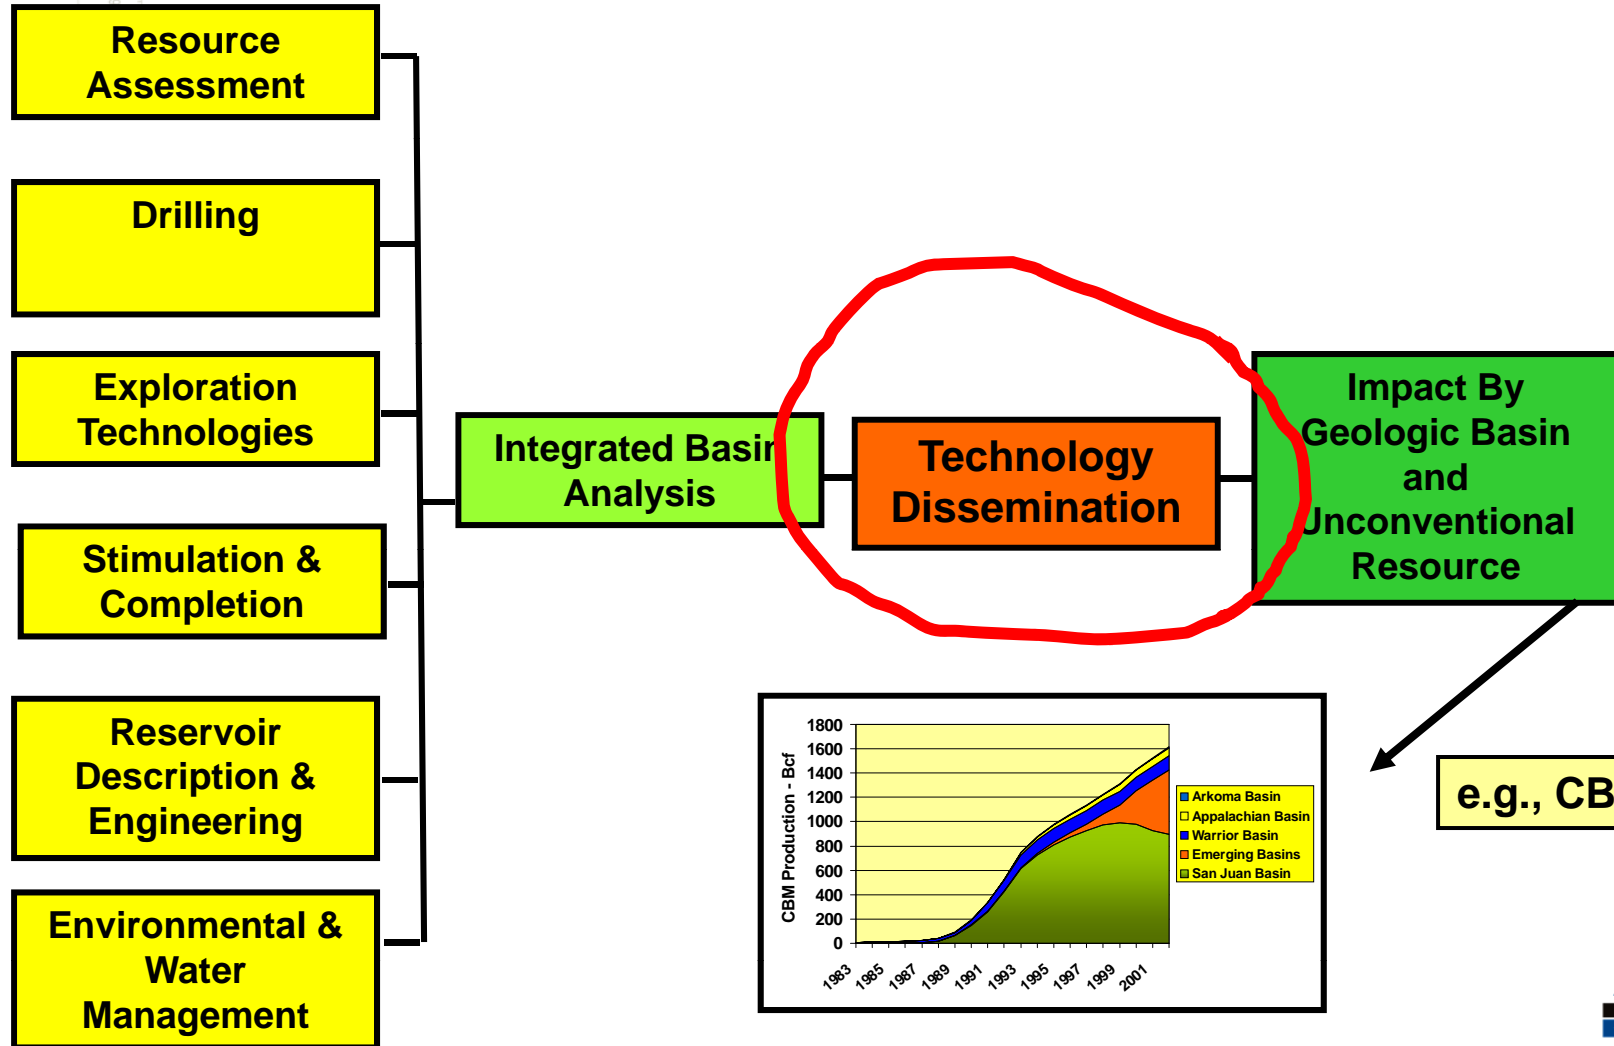 Resource
Assessment
Drilling
Exploration
Technologies
Stimulation &
Completion
Reservoir
Description &
Engineering
Environmental &
Water
Management
Integrated Basin
Analysis
Technology
Dissemination
Impact By
Geologic Basin
and
Unconventional
Resource
e.g., CB
CBM Production - Bcf
1800
1600
1400
1200
1000
800
600
400
200
0
1983
1985
1987
1989
1991
1993
1995
1997
1999
2001
Arkoma Basin
Appalachian Basin
Warrior Basin
Emerging Basins
San Juan Basin